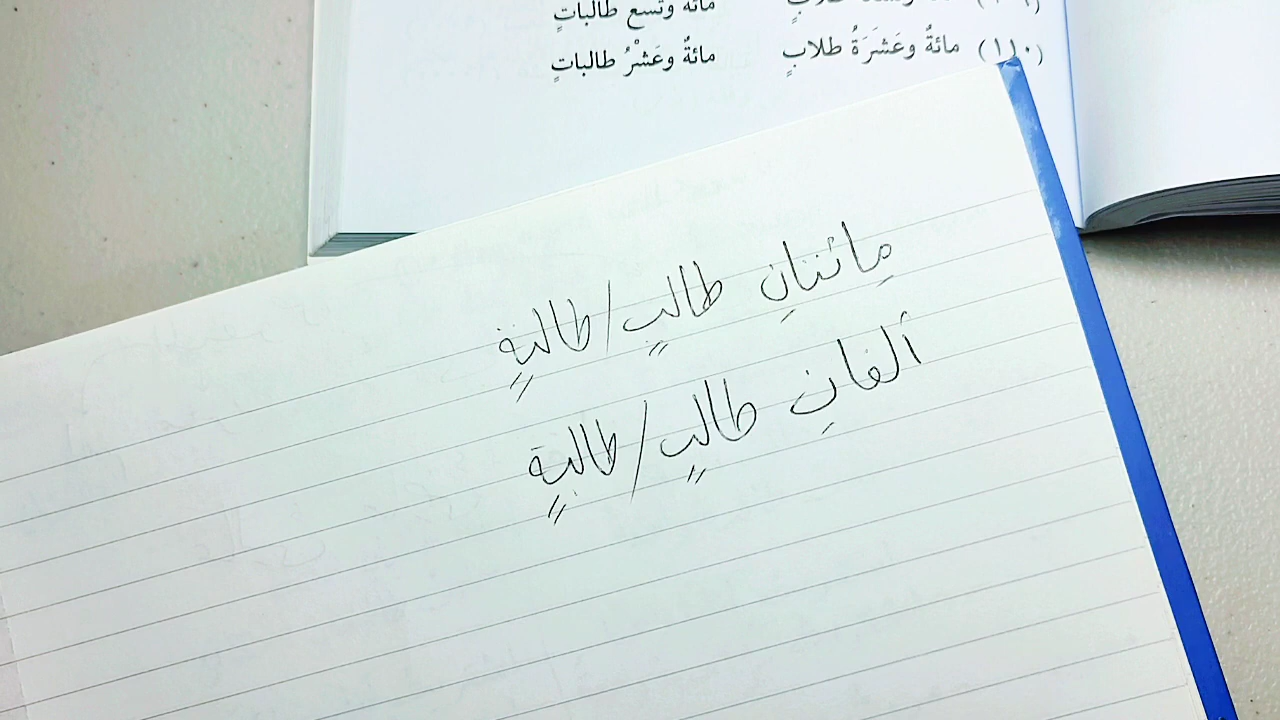 مائة وتسع طالباتٍ
(١١٠) مائةٌ وعَشَرَةُ طلابٍ مائةٌ وعَشْرُ طالباتٍ
مِائتانِ طالبٍ/طالبةٍ
ألفانِ طالبٍ/طالبةٍ